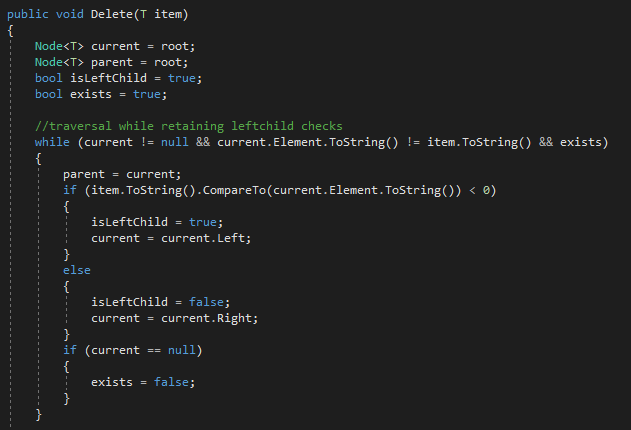 public void Delete(T item)
{
    Node<T> current = root;
    Node<T> parent = root;
    bool isLeftChild = true;
    bool exists = true;

    //traversal while retaining leftchild checks
    while (current != null && current.Element.ToString() != item.ToString() && exists)
    {
        parent = current;
        if (item.ToString().CompareTo(current.Element.ToString()) < 0)
        {
            isLeftChild = true;
            current = current.Left;
        }
        else
        {
            isLeftChild = false;
            current = current.Right;
        }
        if (current == null)
        {
            exists = false;
        }
    }